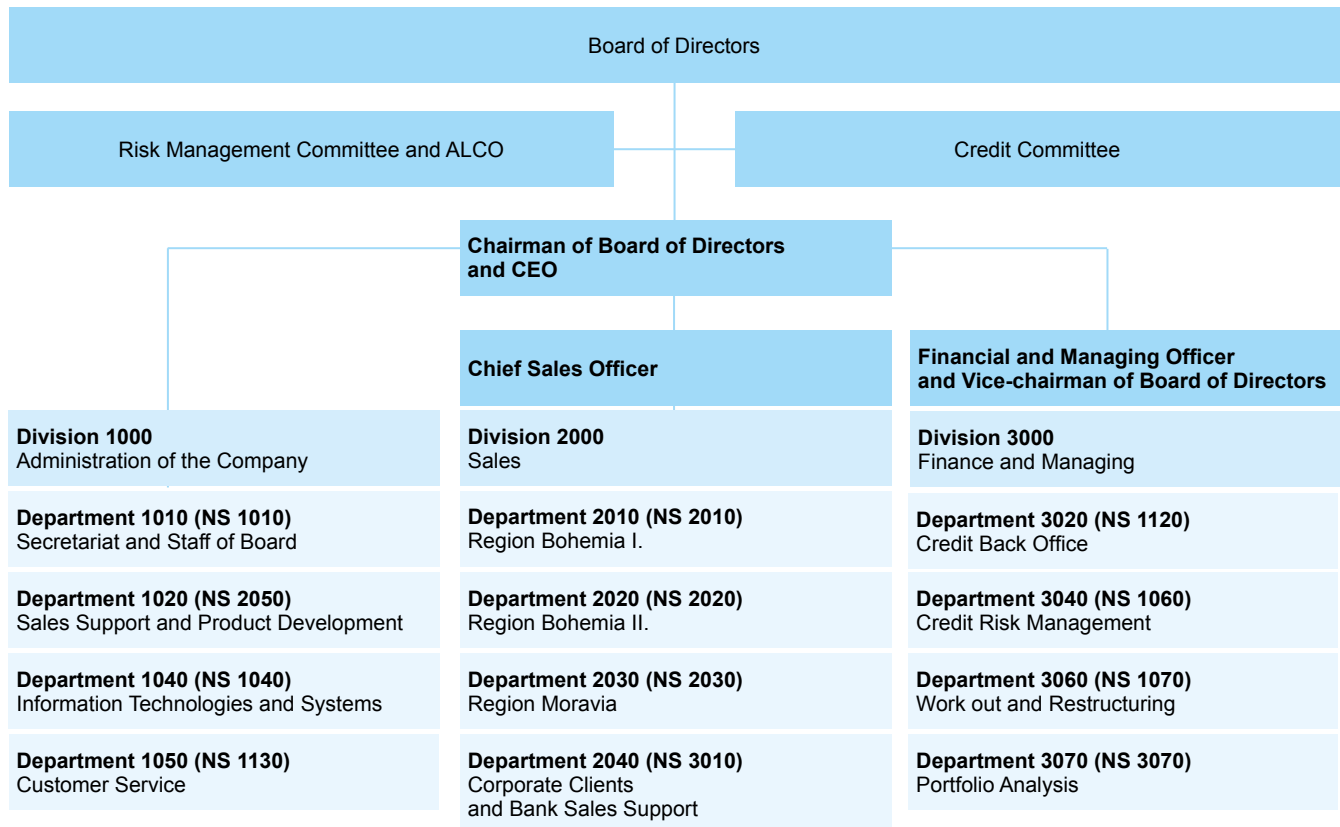 Board of Directors
Risk Management Committee and ALCO
Credit Committee
Chairman of Board of Directors
and CEO
Chief Sales Officer
Financial and Managing Officer
and Vice-chairman of Board of Directors
Division 1000
Administration of the Company
Department 1010 (NS 1010)
Secretariat and Staff of Board
Department 1020 (NS 2050)
Sales Support and Product Development
Department 1040 (NS 1040)
Information Technologies and Systems
Department 1050 (NS 1130)
Customer Service
Division 2000
Sales
Department 2010 (NS 2010)
Region Bohemia I.
Department 2020 (NS 2020)
Region Bohemia II.
Department 2030 (NS 2030)
Region Moravia
Department 2040 (NS 3010)
Corporate Clients
and Bank Sales Support
Division 3000
Finance and Managing
Department 3020 (NS 1120)
Credit Back Office
Department 3040 (NS 1060)
Credit Risk Management
Department 3060 (NS 1070)
Work out and Restructuring
Department 3070 (NS 3070)
Portfolio Analysis